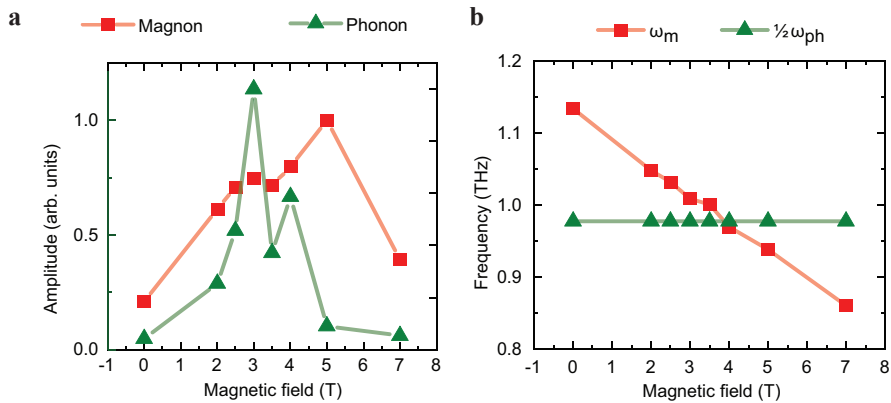 a
Magnon
Phonon
1.0
0.5
0.0
Amplitude (arb. units)
-1 0 1 2 3 4 5 6 7 8
Magnetic field (T)
b
ω_m
½ω_ph
1.2
1.1
1.0
0.9
0.8
Frequency (THz)
-1 0 1 2 3 4 5 6 7 8
Magnetic field (T)